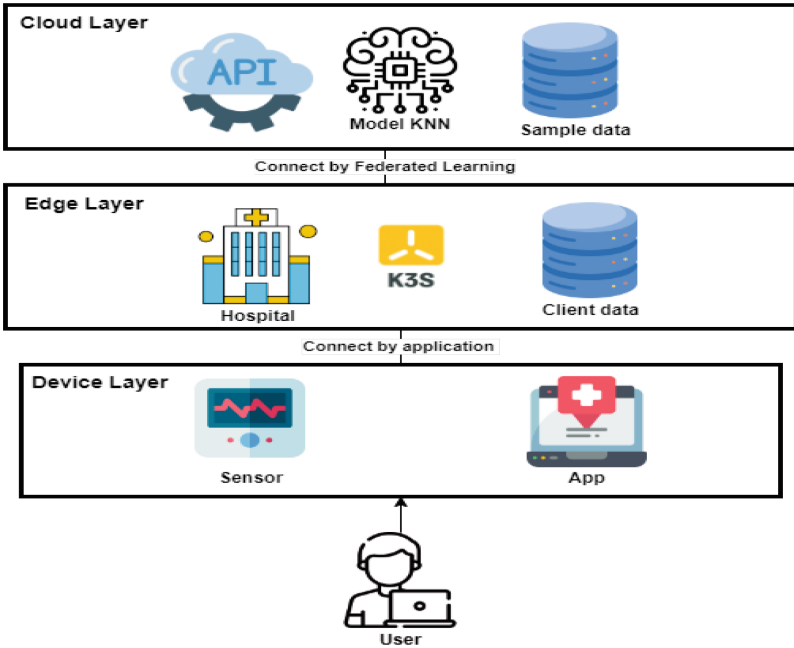 Cloud Layer
API
Model KNN
Sample data
Connect by Federated Learning
Edge Layer
K3S
Hospital
Client data
Connect by application
Device Layer
Sensor
App
User